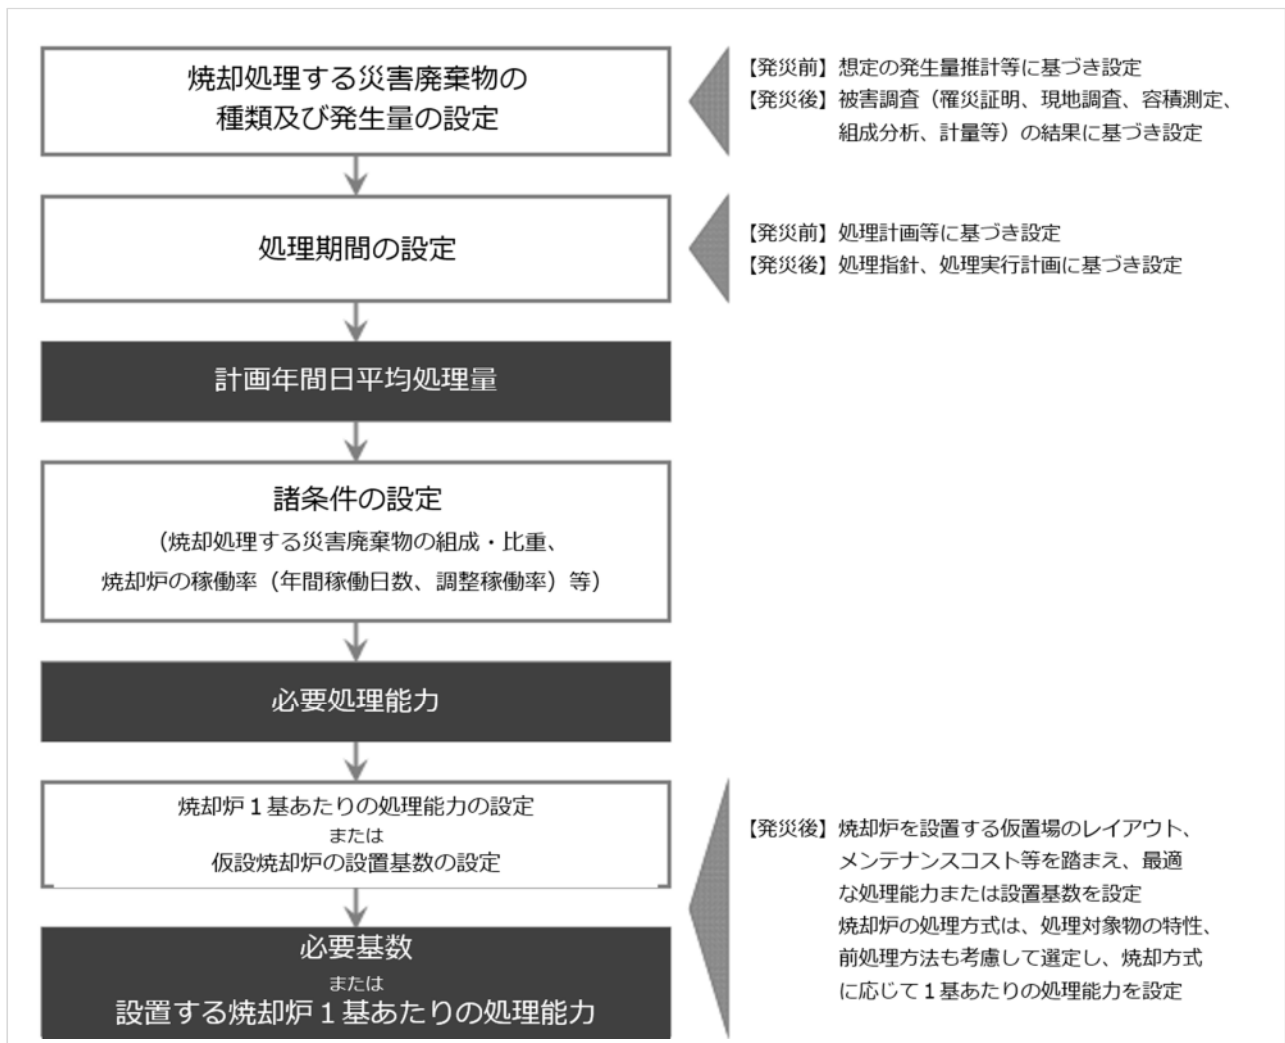 焼却処理する災害廃棄物の
種類及び発生量の設定
【発災前】想定の発生量推計等に基づき設定
【発災後】被害調査（罹災証明、現地調査、容積測定、
組成分析、計量等）の結果に基づき設定
処理期間の設定
【発災前】処理計画等に基づき設定
【発災後】処理指針、処理実行計画に基づき設定
計画年間日平均処理量
諸条件の設定
（焼却処理する災害廃棄物の組成・比重、
焼却炉の稼働率（年間稼働日数、調整稼働率）等）
必要処理能力
焼却炉１基あたりの処理能力の設定
または
仮設焼却炉の設置基数の設定
【発災後】焼却炉を設置する仮置場のレイアウト、
メンテナンスコスト等を踏まえ、最適
な処理能力または設置基数を設定
焼却炉の処理方式は、処理対象物の特性、
前処理方法も考慮して選定し、焼却方式
に応じて１基あたりの処理能力を設定
必要基数
または
設置する焼却炉１基あたりの処理能力